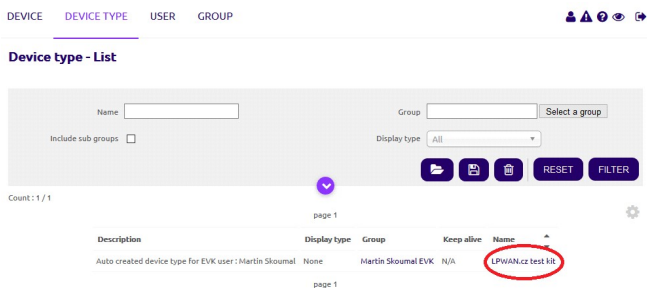 DEVICE DEVICE TYPE USER GROUP
Device type - List
Name Group Select a group
Include sub groups Display type All
RESET FILTER
Count : 1 / 1
page 1
Description Display type Group Keep alive Name
Auto created device type for EVK user : Martin Skoumal None Martin Skoumal EVK N/A LPWAN.cz test kit
page 1